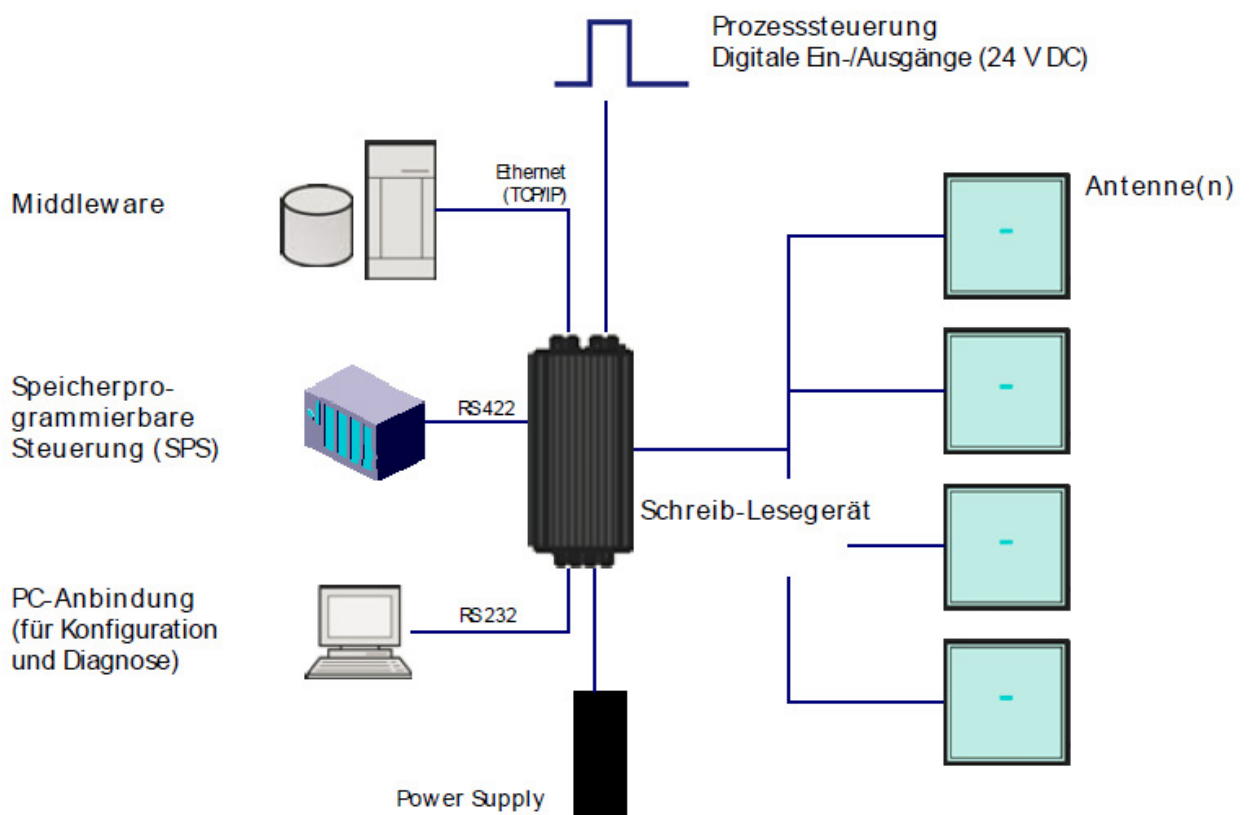 Prozesssteuerung
Digitale Ein-/Ausgänge (24 V DC)
Ethernet
(TCP/IP)
Middleware
Antenne(n)
Speicherpro-
grammierbare
Steuerung (SPS)
RS422
Schreib-Lesegerät
PC-Anbindung
(für Konfiguration
und Diagnose)
RS232
Power Supply